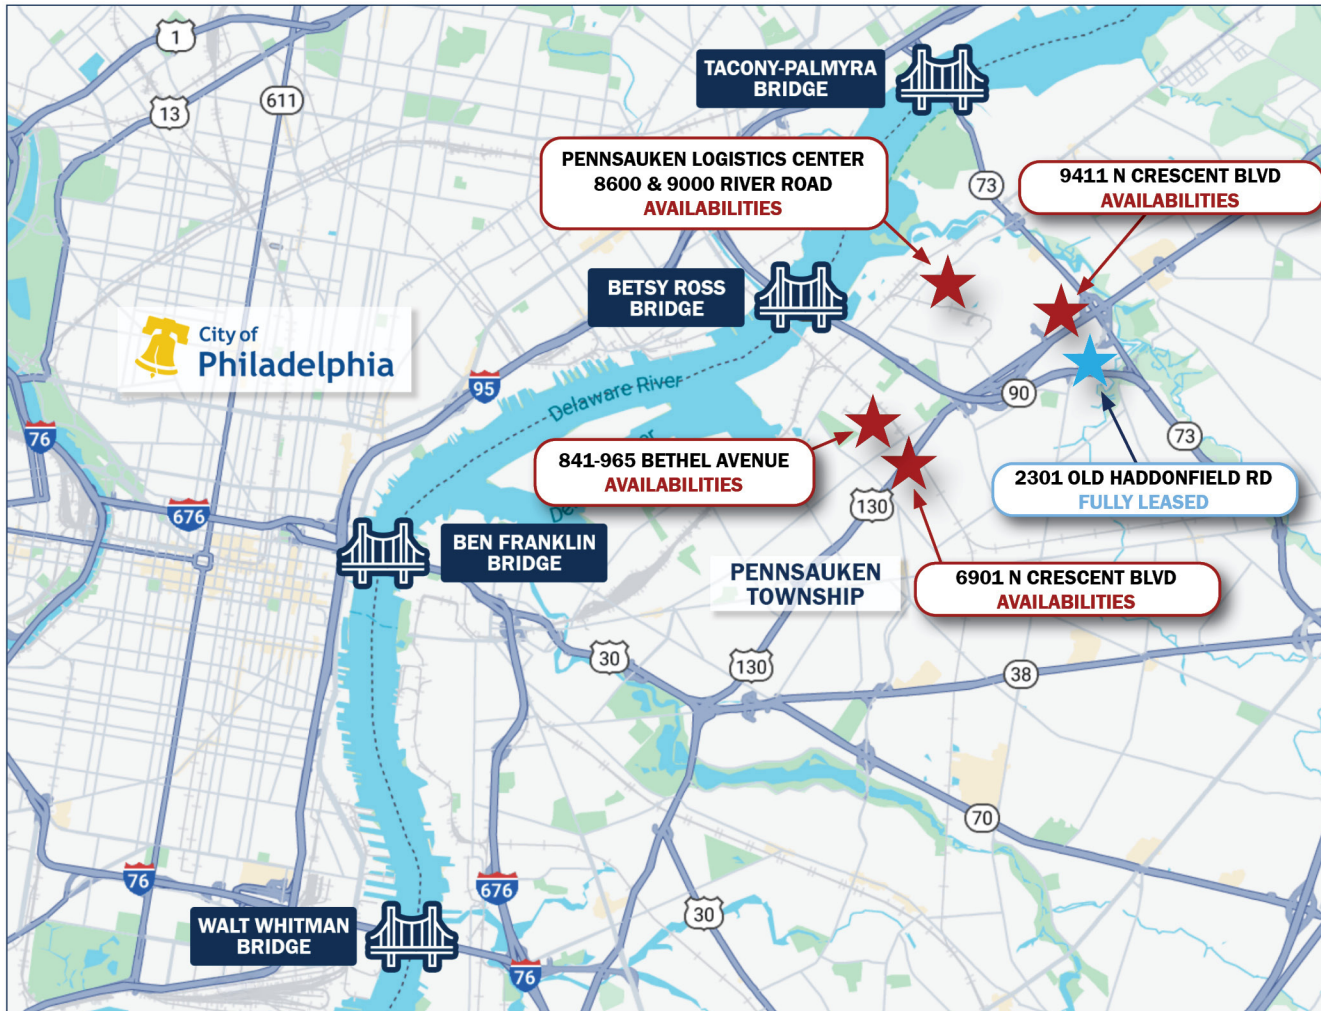 1
13
611
TACONY-PALMYRA
BRIDGE
PENNSAUKEN LOGISTICS CENTER
8600 & 9000 RIVER ROAD
AVAILABILITIES
73
9411 N CRESCENT BLVD
AVAILABILITIES
BETSY ROSS
BRIDGE
City of
Philadelphia
95
Delaware River
90
76
73
841-965 BETHEL AVENUE
AVAILABILITIES
2301 OLD HADDONFIELD RD
FULLY LEASED
676
130
BEN FRANKLIN
BRIDGE
PENNSAUKEN
TOWNSHIP
6901 N CRESCENT BLVD
AVAILABILITIES
30
130
38
70
76
676
30
WALT WHITMAN
BRIDGE
76